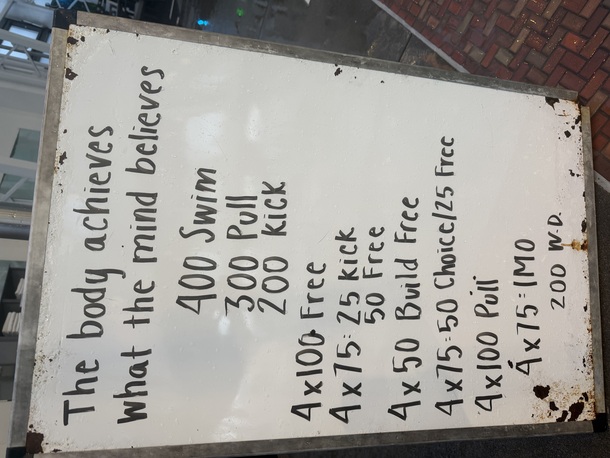 The body achieves
what the mind believes
400 Swim
300 Pull
200 kick
4x100 Free
4x75: 25 kick
50 Free
4x50 Build Free
4x75: 50 Choice/25 Free
4x100 Pull
4x75: IMO
200 W.D.